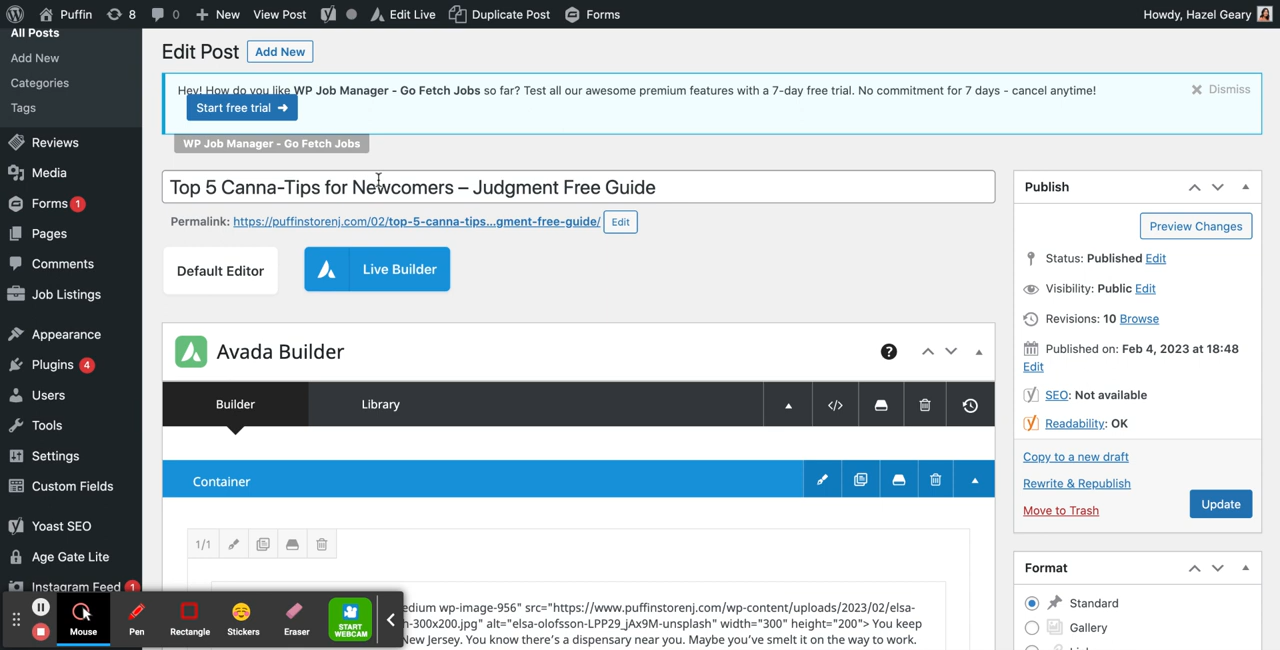 Puffin 8 0 New View Post Edit Live Duplicate Post Forms Howdy, Hazel Geary
All Posts
Add New
Categories
Tags
Reviews
Media
Forms 1
Pages
Comments
Job Listings
Appearance
Plugins 4
Users
Tools
Settings
Custom Fields
Yoast SEO
Age Gate Lite
Instagram Feed 1
Edit Post Add New
Hey! How do you like WP Job Manager - Go Fetch Jobs so far? Test all our awesome premium features with a 7-day free trial. No commitment for 7 days - cancel anytime!
Dismiss
Start free trial →
WP Job Manager - Go Fetch Jobs
Top 5 Canna-Tips for Newcomers – Judgment Free Guide
Permalink: https://puffinstorenj.com/02/top-5-canna-tips...gment-free-guide/ Edit
Default Editor Live Builder
Avada Builder
Builder Library
Container
1/1
edium wp-image-956" src="https://www.puffinstorenj.com/wp-content/uploads/2023/02/elsa-
h-300x200.jpg" alt="elsa-olofsson-LPP29_jAx9M-unsplash" width="300" height="200"> You keep
New Jersey. You know there's a dispensary near you. Maybe you've smelt it on the way to work.
Publish
Preview Changes
Status: Published Edit
Visibility: Public Edit
Revisions: 10 Browse
Published on: Feb 4, 2023 at 18:48
Edit
SEO: Not available
Readability: OK
Copy to a new draft
Rewrite & Republish
Move to Trash
Update
Format
Standard
Gallery
Mouse Pen Rectangle Stickers Eraser START WEBCAM